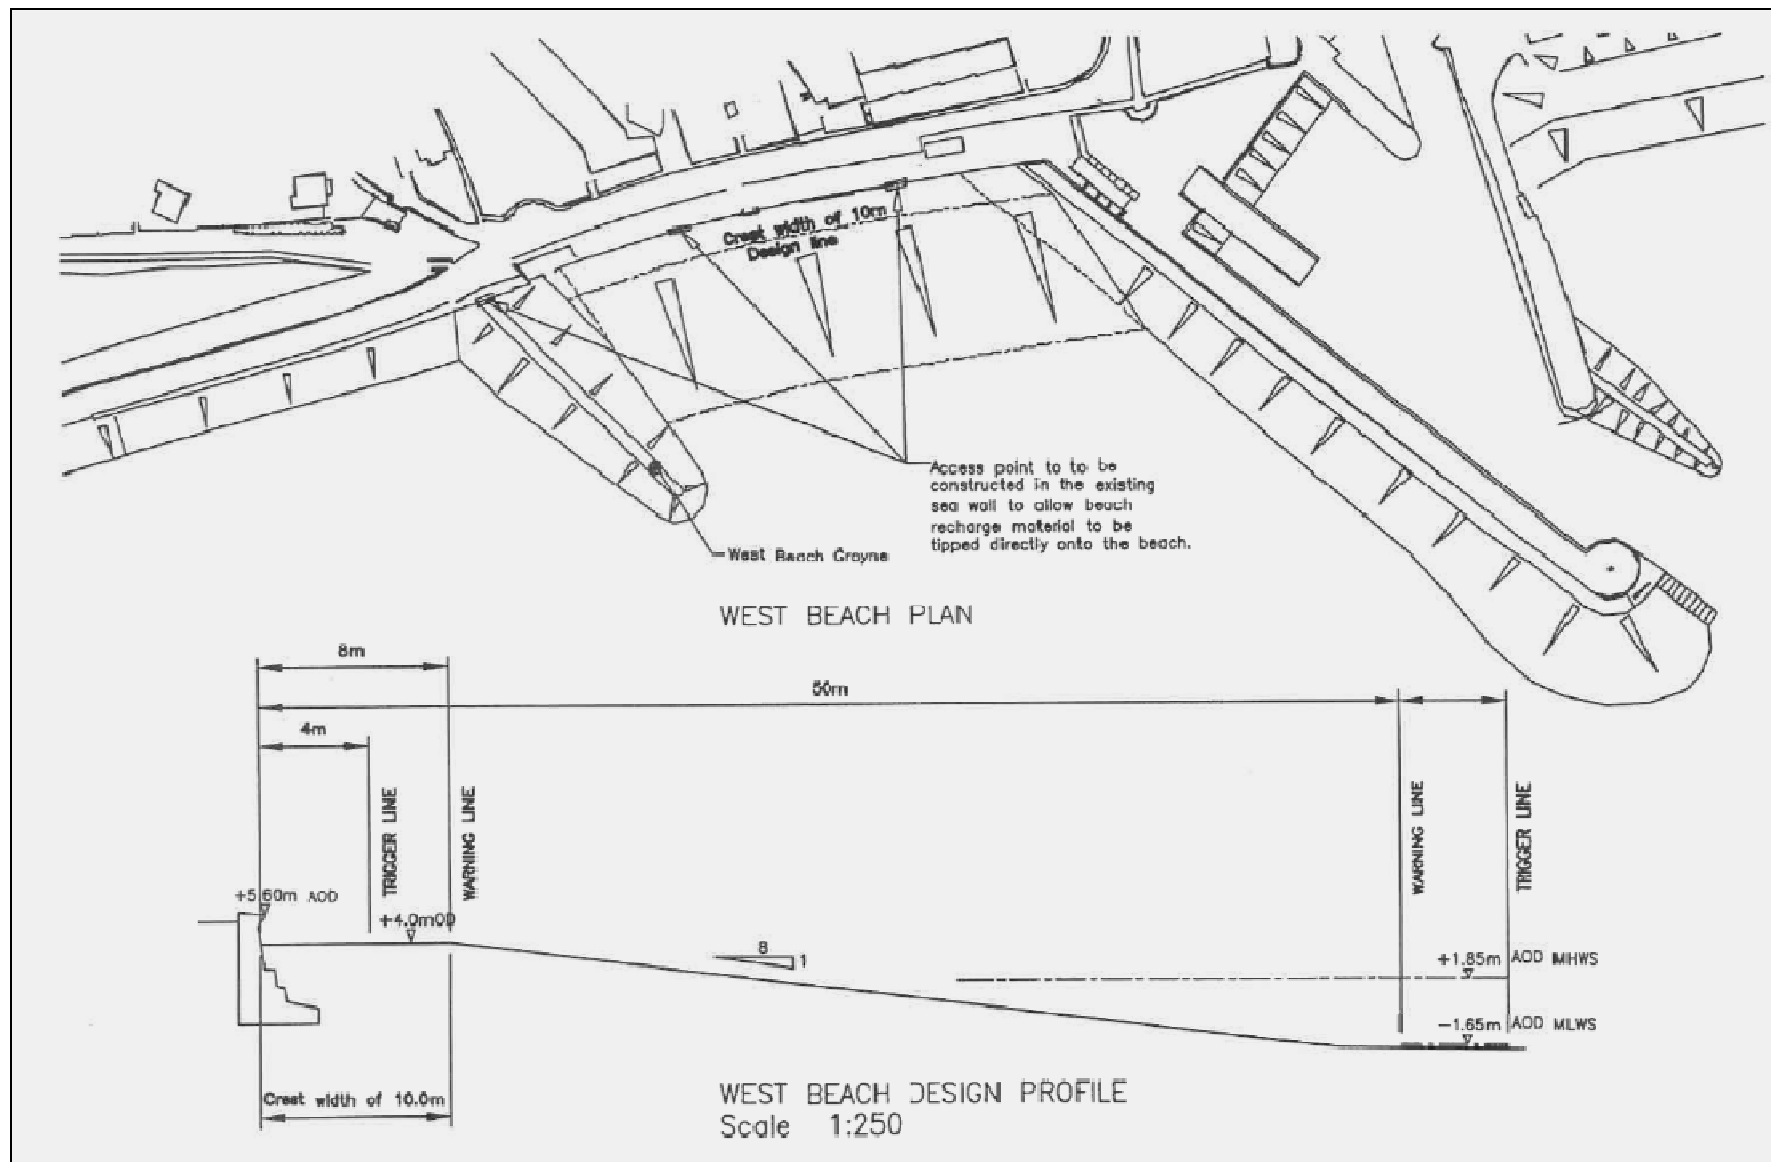 Crest width of 10m
Design line
Access point to to be
constructed in the existing
sea wall to allow beach
recharge material to be
tipped directly onto the beach.
West Beach Groyne
WEST BEACH PLAN
8m
50m
4m
TRIGGER LINE
WARNING LINE
WARNING LINE
TRIGGER LINE
+5.60m AOD
+4.0mOD
8
1
+1.85m AOD MHWS
-1.65m AOD MLWS
Crest width of 10.0m
WEST BEACH DESIGN PROFILE
Scale 1:250